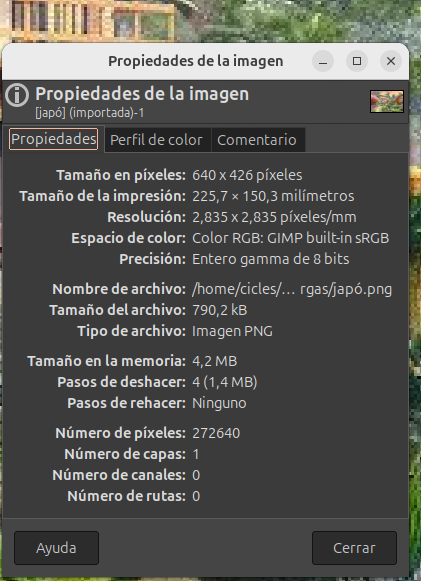 Propiedades de la imagen
Propiedades de la imagen
[japó] (importada)-1
Propiedades Perfil de color Comentario
Tamaño en píxeles: 640 x 426 píxeles
Tamaño de la impresión: 225,7 × 150,3 milímetros
Resolución: 2,835 x 2,835 píxeles/mm
Espacio de color: Color RGB: GIMP built-in sRGB
Precisión: Entero gamma de 8 bits
Nombre de archivo: /home/cicles/… rgas/japó.png
Tamaño del archivo: 790,2 kB
Tipo de archivo: Imagen PNG
Tamaño en la memoria: 4,2 MB
Pasos de deshacer: 4 (1,4 MB)
Pasos de rehacer: Ninguno
Número de píxeles: 272640
Número de capas: 1
Número de canales: 0
Número de rutas: 0
Ayuda Cerrar